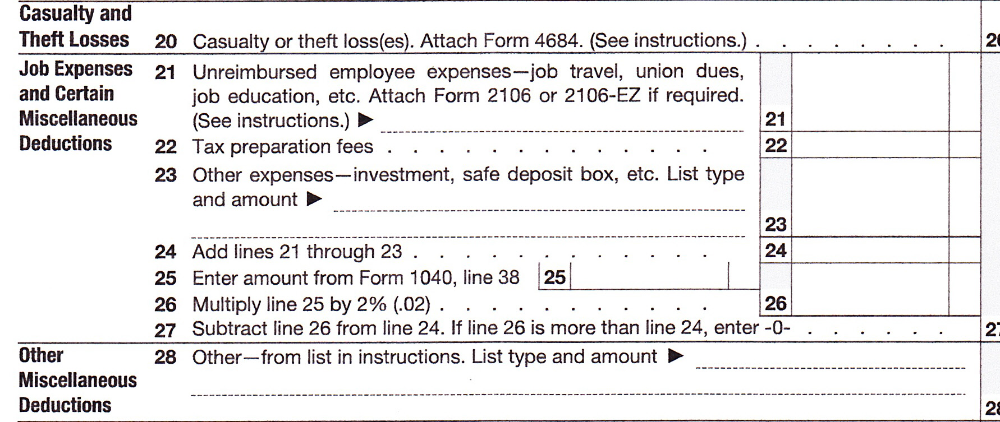 Casualty and
Theft Losses 20 Casualty or theft loss(es). Attach Form 4684. (See instructions.) . . . . . . . .
Job Expenses
and Certain
Miscellaneous
Deductions
21 Unreimbursed employee expenses—job travel, union dues,
job education, etc. Attach Form 2106 or 2106-EZ if required.
(See instructions.) ▶ 21
22 Tax preparation fees . . . . . . . . . . . . . 22
23 Other expenses—investment, safe deposit box, etc. List type
and amount ▶
23
24 Add lines 21 through 23 . . . . . . . . . . . . 24
25 Enter amount from Form 1040, line 38 25
26 Multiply line 25 by 2% (.02) . . . . . . . . . . . 26
27 Subtract line 26 from line 24. If line 26 is more than line 24, enter -0- . . . . . . 27
Other
Miscellaneous
Deductions
28 Other—from list in instructions. List type and amount ▶
28